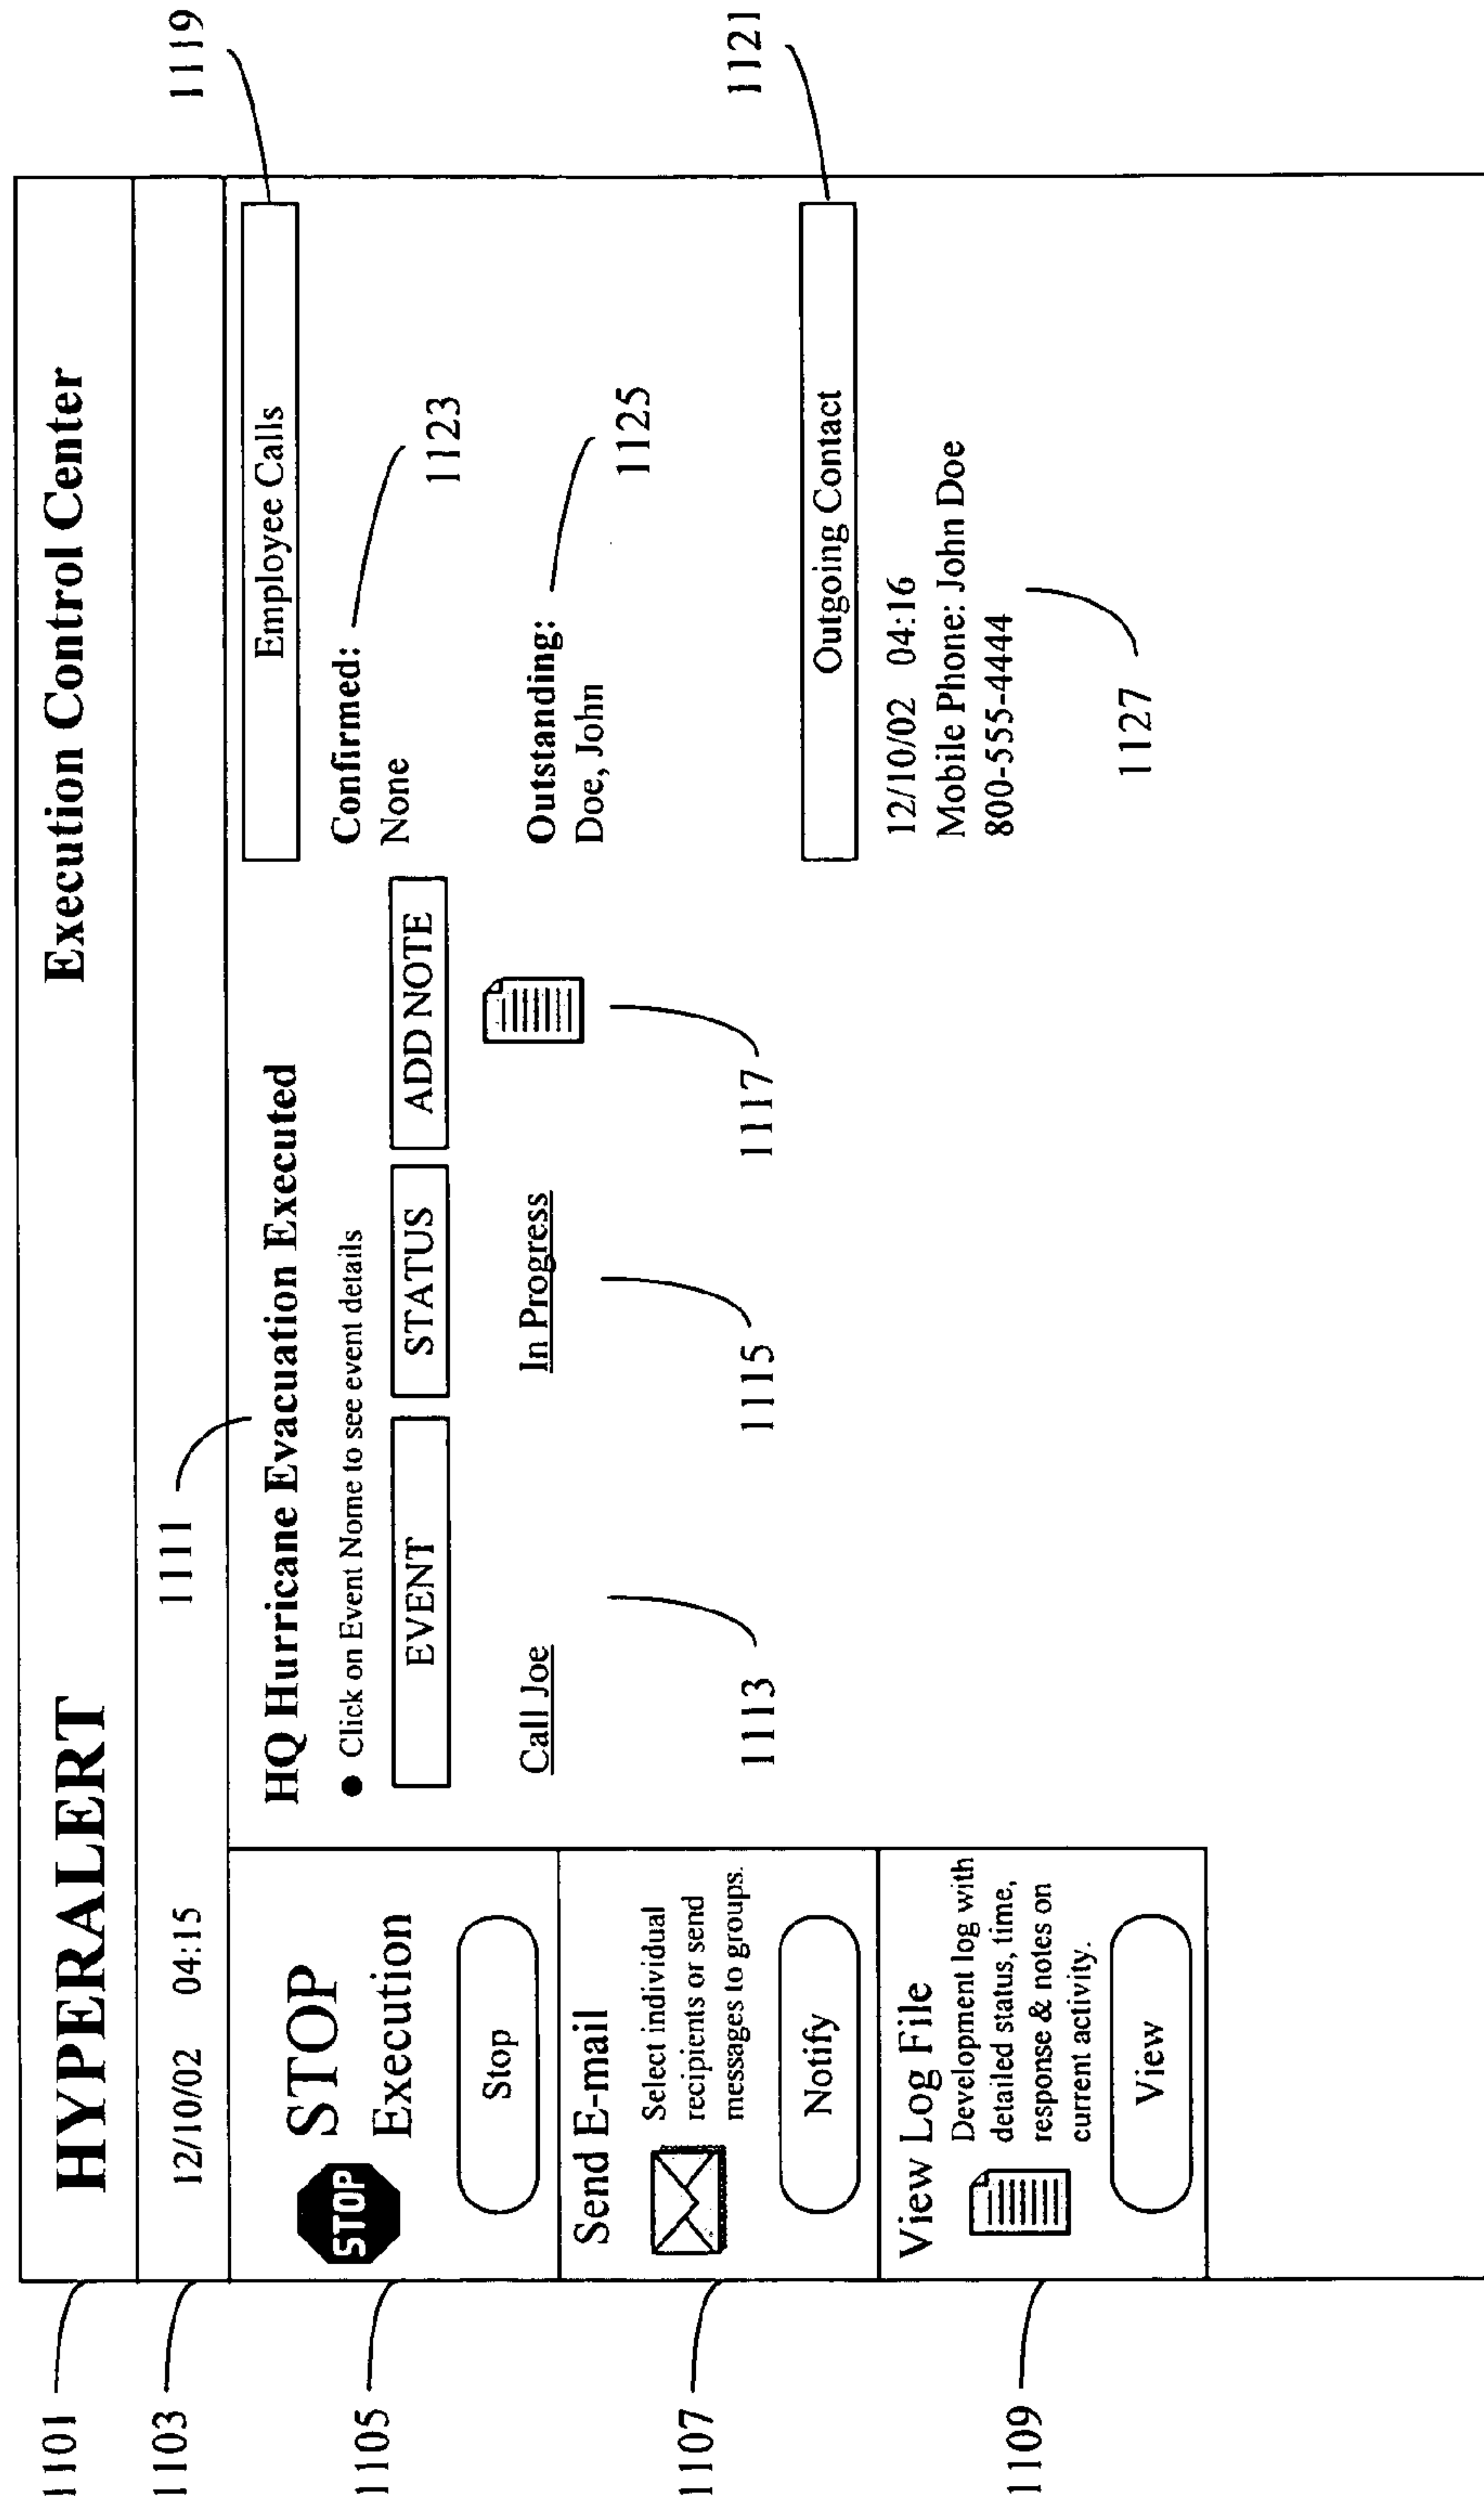 HYPERALERT
Execution Control Center
1101
12/10/02 04:15
1103
1111
1119
STOP
STOP
Execution
Stop
1105
Send E-mail
Select individual
recipients or send
messages to groups.
Notify
1107
View Log File
Development log with
detailed status, time,
response & notes on
current activity.
View
1109
HQ Hurricane Evacuation Executed
● Click on Event Nome to see event details
EVENT
STATUS
ADD NOTE
Call Joe
In Progress
1113
1115
1117
Employee Calls
Confirmed:
None
1123
Outstanding:
Doe, John
1125
Outgoing Contact
1121
12/10/02 04:16
Mobile Phone: John Doe
800-555-4444
1127